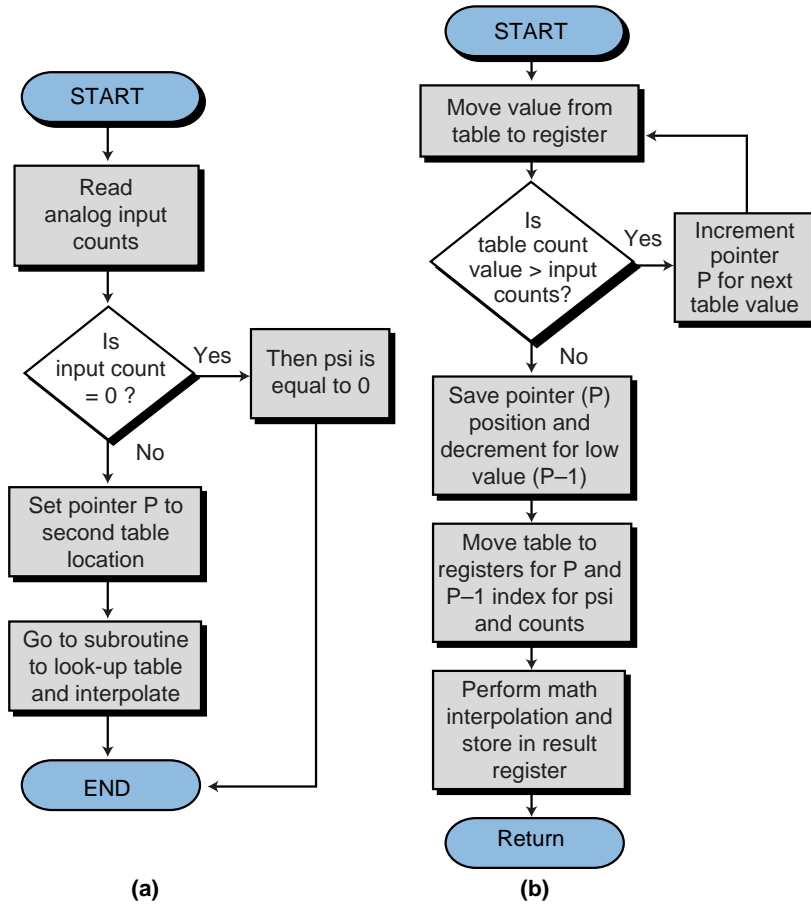 START
Read
analog input
counts
Is
input count
= 0 ?
Yes
Then psi is
equal to 0
No
Set pointer P to
second table
location
Go to subroutine
to look-up table
and interpolate
END
(a)
START
Move value from
table to register
Is
table count
value > input
counts?
Yes
Increment
pointer
P for next
table value
No
Save pointer (P)
position and
decrement for low
value (P–1)
Move table to
registers for P and
P–1 index for psi
and counts
Perform math
interpolation and
store in result
register
Return
(b)